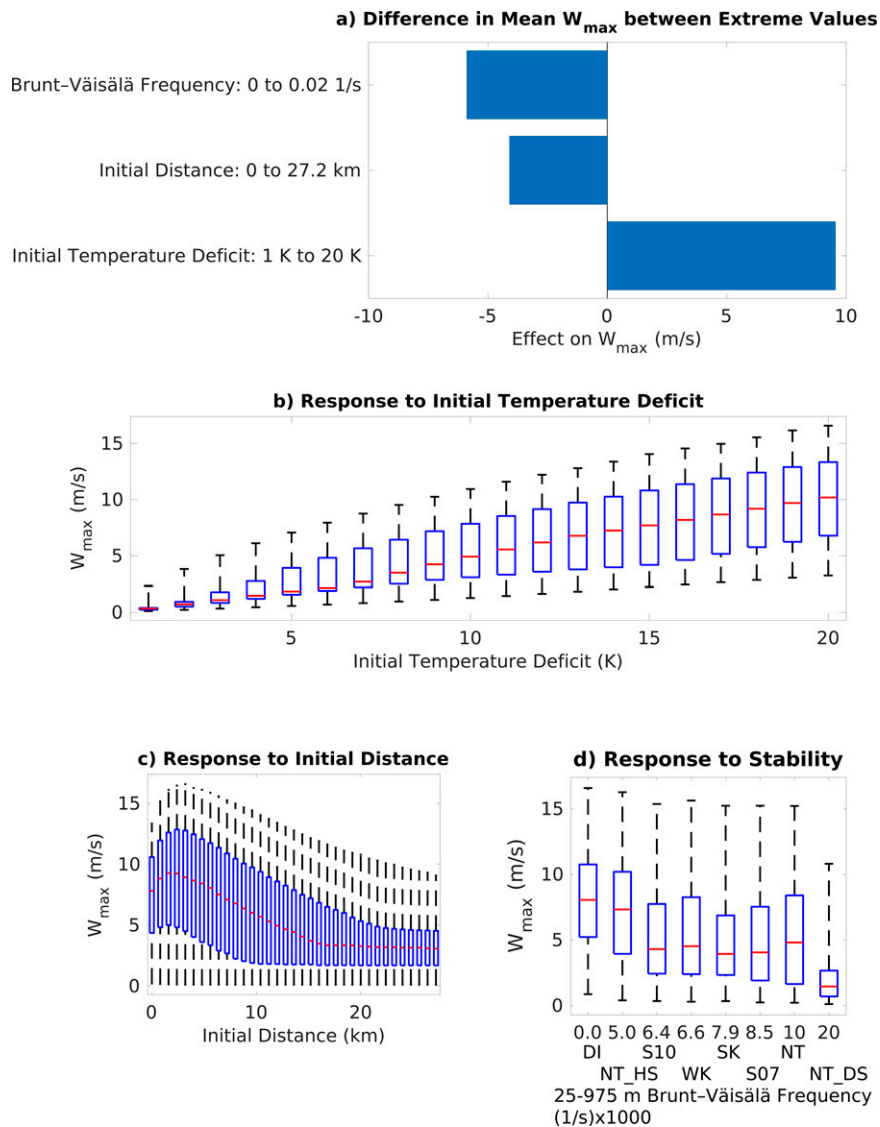 a) Difference in Mean Wmax between Extreme Values
Brunt–Väisälä Frequency: 0 to 0.02 1/s
Initial Distance: 0 to 27.2 km
Initial Temperature Deficit: 1 K to 20 K
-10 -5 0 5 10
Effect on Wmax (m/s)
b) Response to Initial Temperature Deficit
Wmax (m/s)
15
10
5
0
5 10 15 20
Initial Temperature Deficit (K)
c) Response to Initial Distance
Wmax (m/s)
15
10
5
0
0 10 20
Initial Distance (km)
d) Response to Stability
Wmax (m/s)
15
10
5
0
0.0 5.0 6.4 6.6 7.9 8.5 10 20
DI S10 SK NT
NT_HS WK S07 NT_DS
25-975 m Brunt–Väisälä Frequency
(1/s)x1000